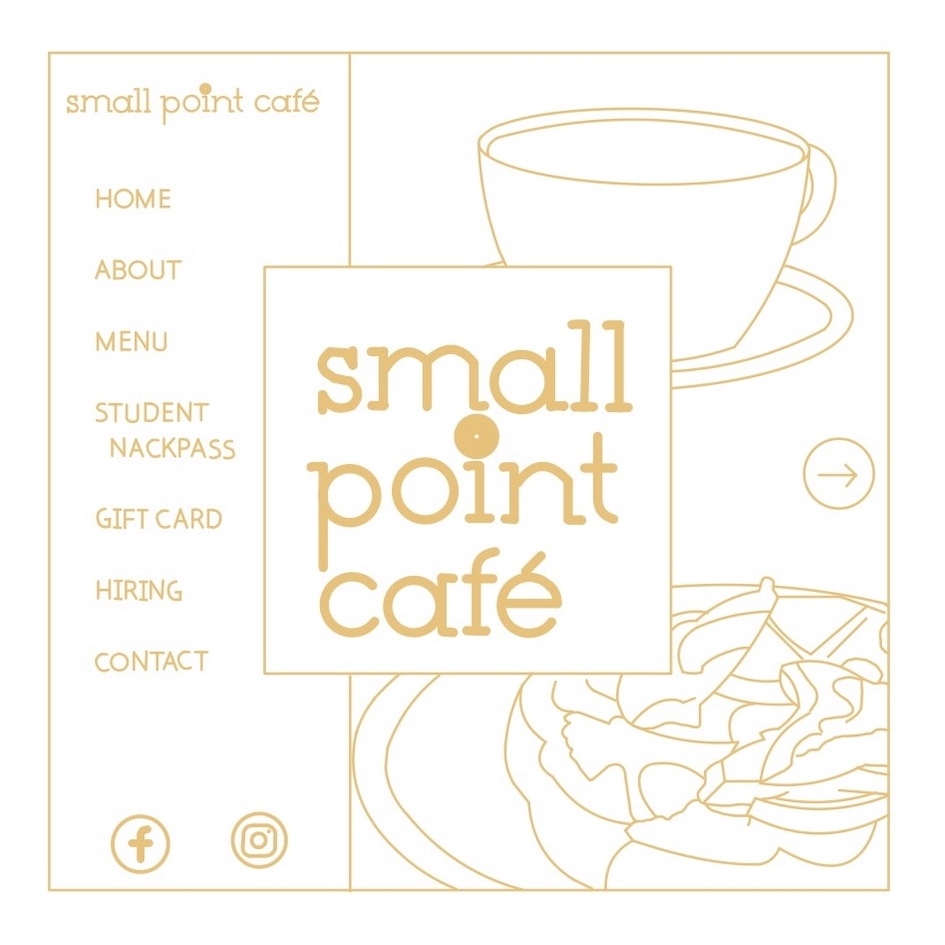 small point café
HOME
ABOUT
MENU
STUDENT
NACKPASS
GIFT CARD
HIRING
CONTACT
small
point
café